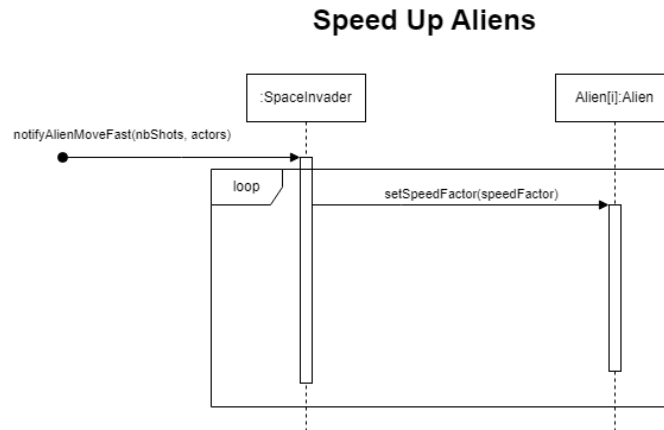 Speed Up Aliens
:SpaceInvader
Alien[i]:Alien
notifyAlienMoveFast(nbShots, actors)
loop
setSpeedFactor(speedFactor)